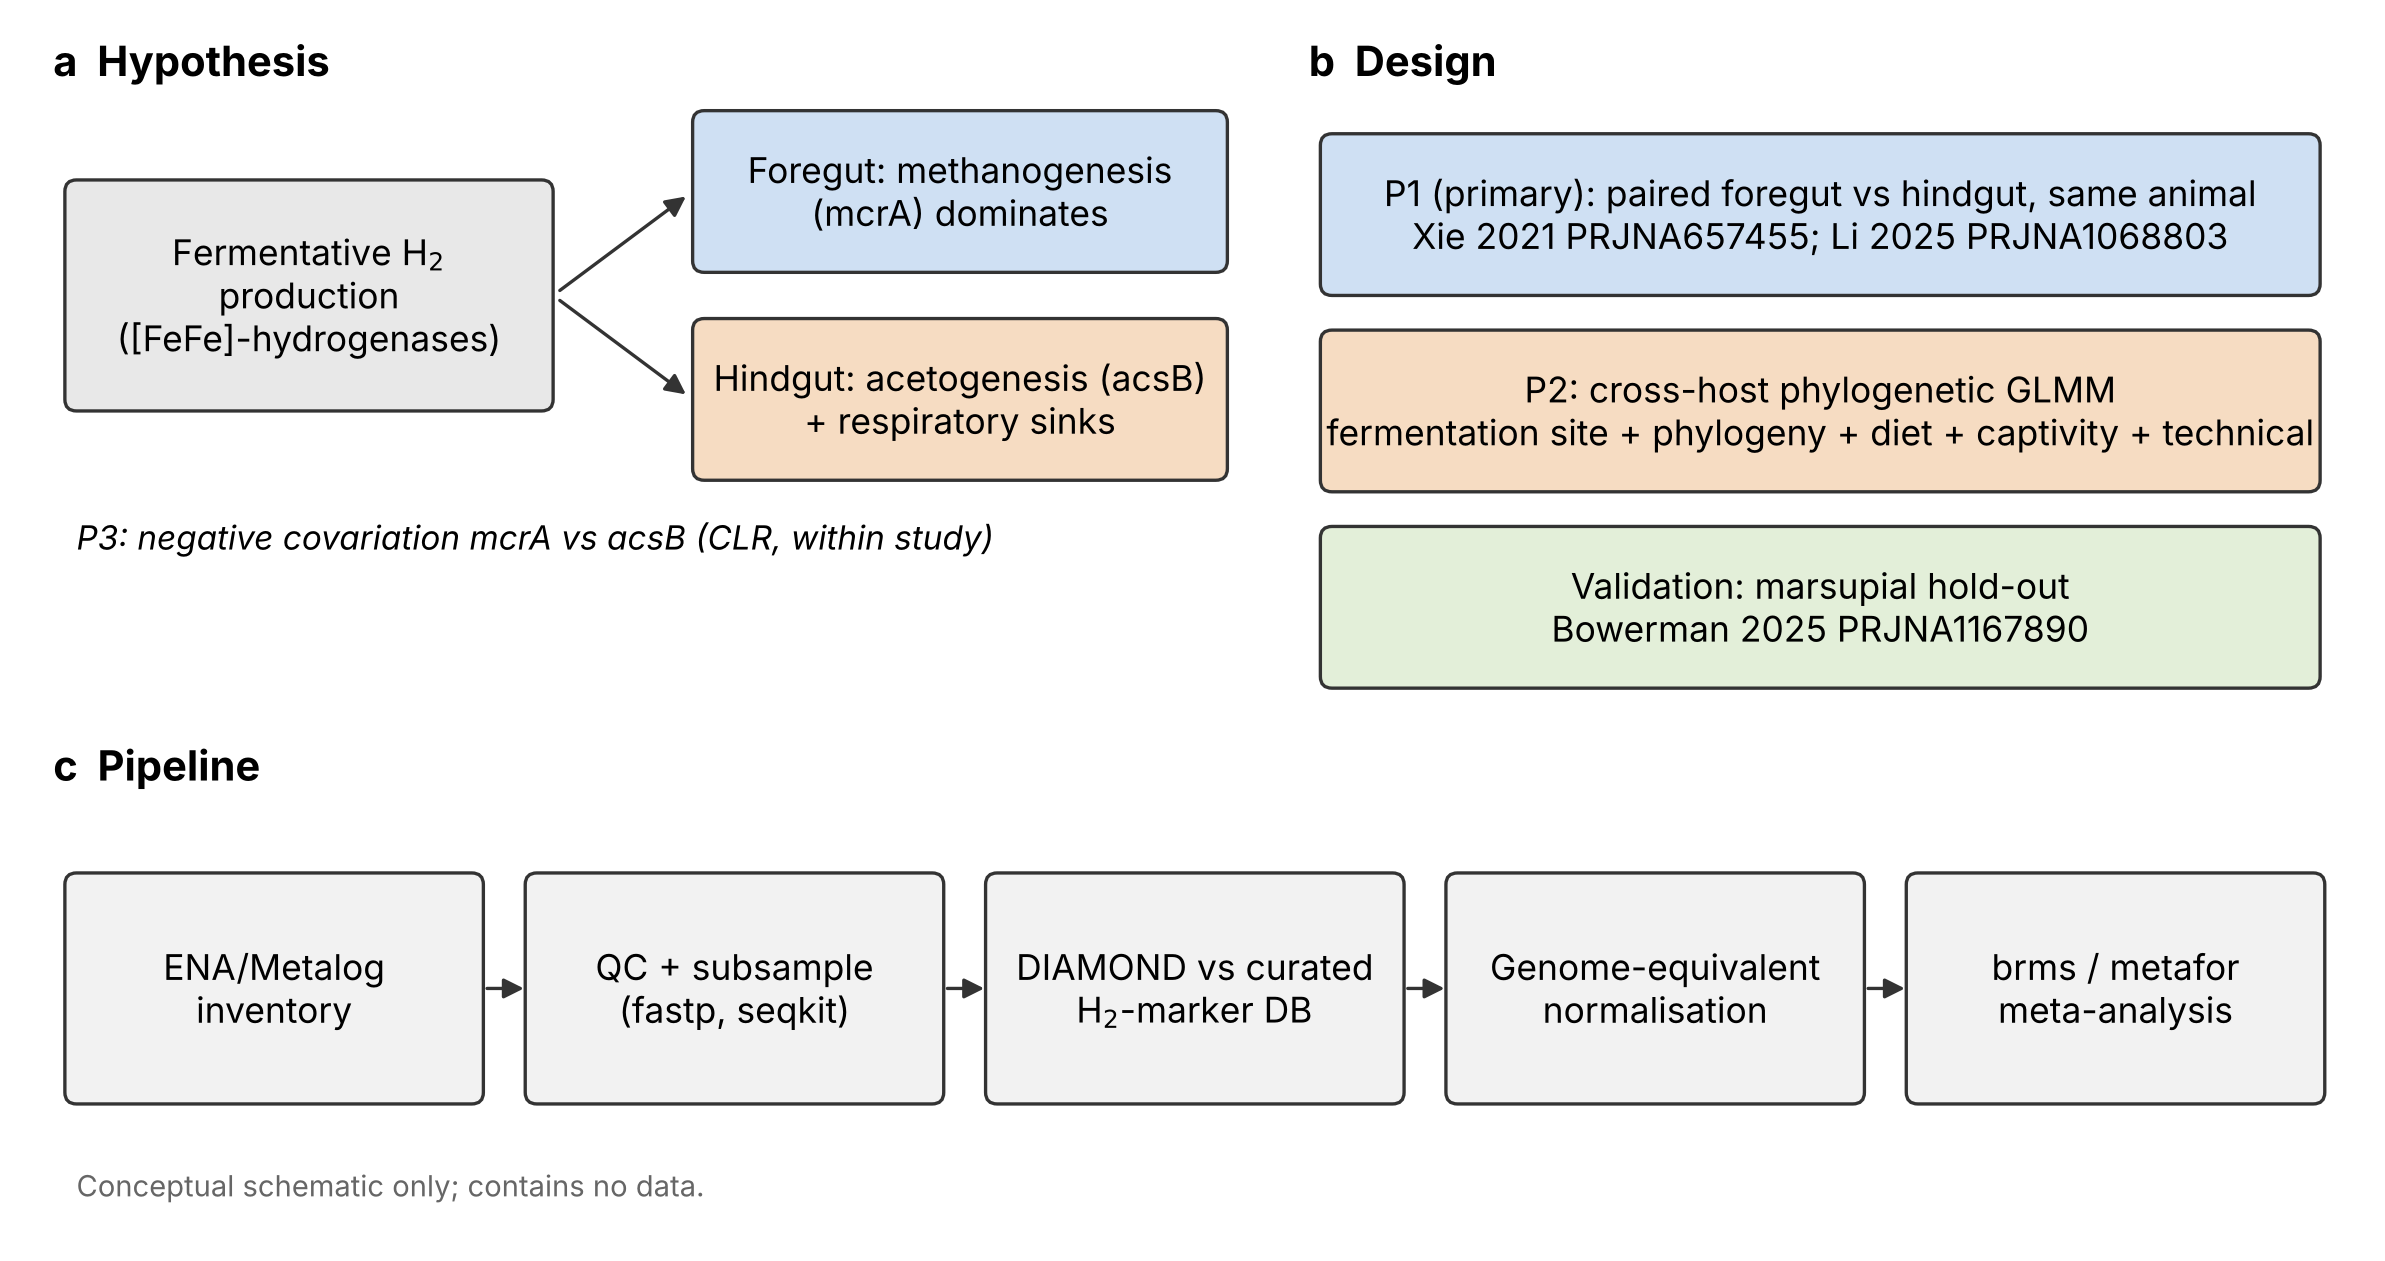 a Hypothesis
Fermentative H₂
production
([FeFe]-hydrogenases)
Foregut: methanogenesis
(mcrA) dominates
Hindgut: acetogenesis (acsB)
+ respiratory sinks
P3: negative covariation mcrA vs acsB (CLR, within study)
b Design
P1 (primary): paired foregut vs hindgut, same animal
Xie 2021 PRJNA657455; Li 2025 PRJNA1068803
P2: cross-host phylogenetic GLMM
fermentation site + phylogeny + diet + captivity + technical
Validation: marsupial hold-out
Bowerman 2025 PRJNA1167890
c Pipeline
ENA/Metalog
inventory
QC + subsample
(fastp, seqkit)
DIAMOND vs curated
H₂-marker DB
Genome-equivalent
normalisation
brms / metafor
meta-analysis
Conceptual schematic only; contains no data.